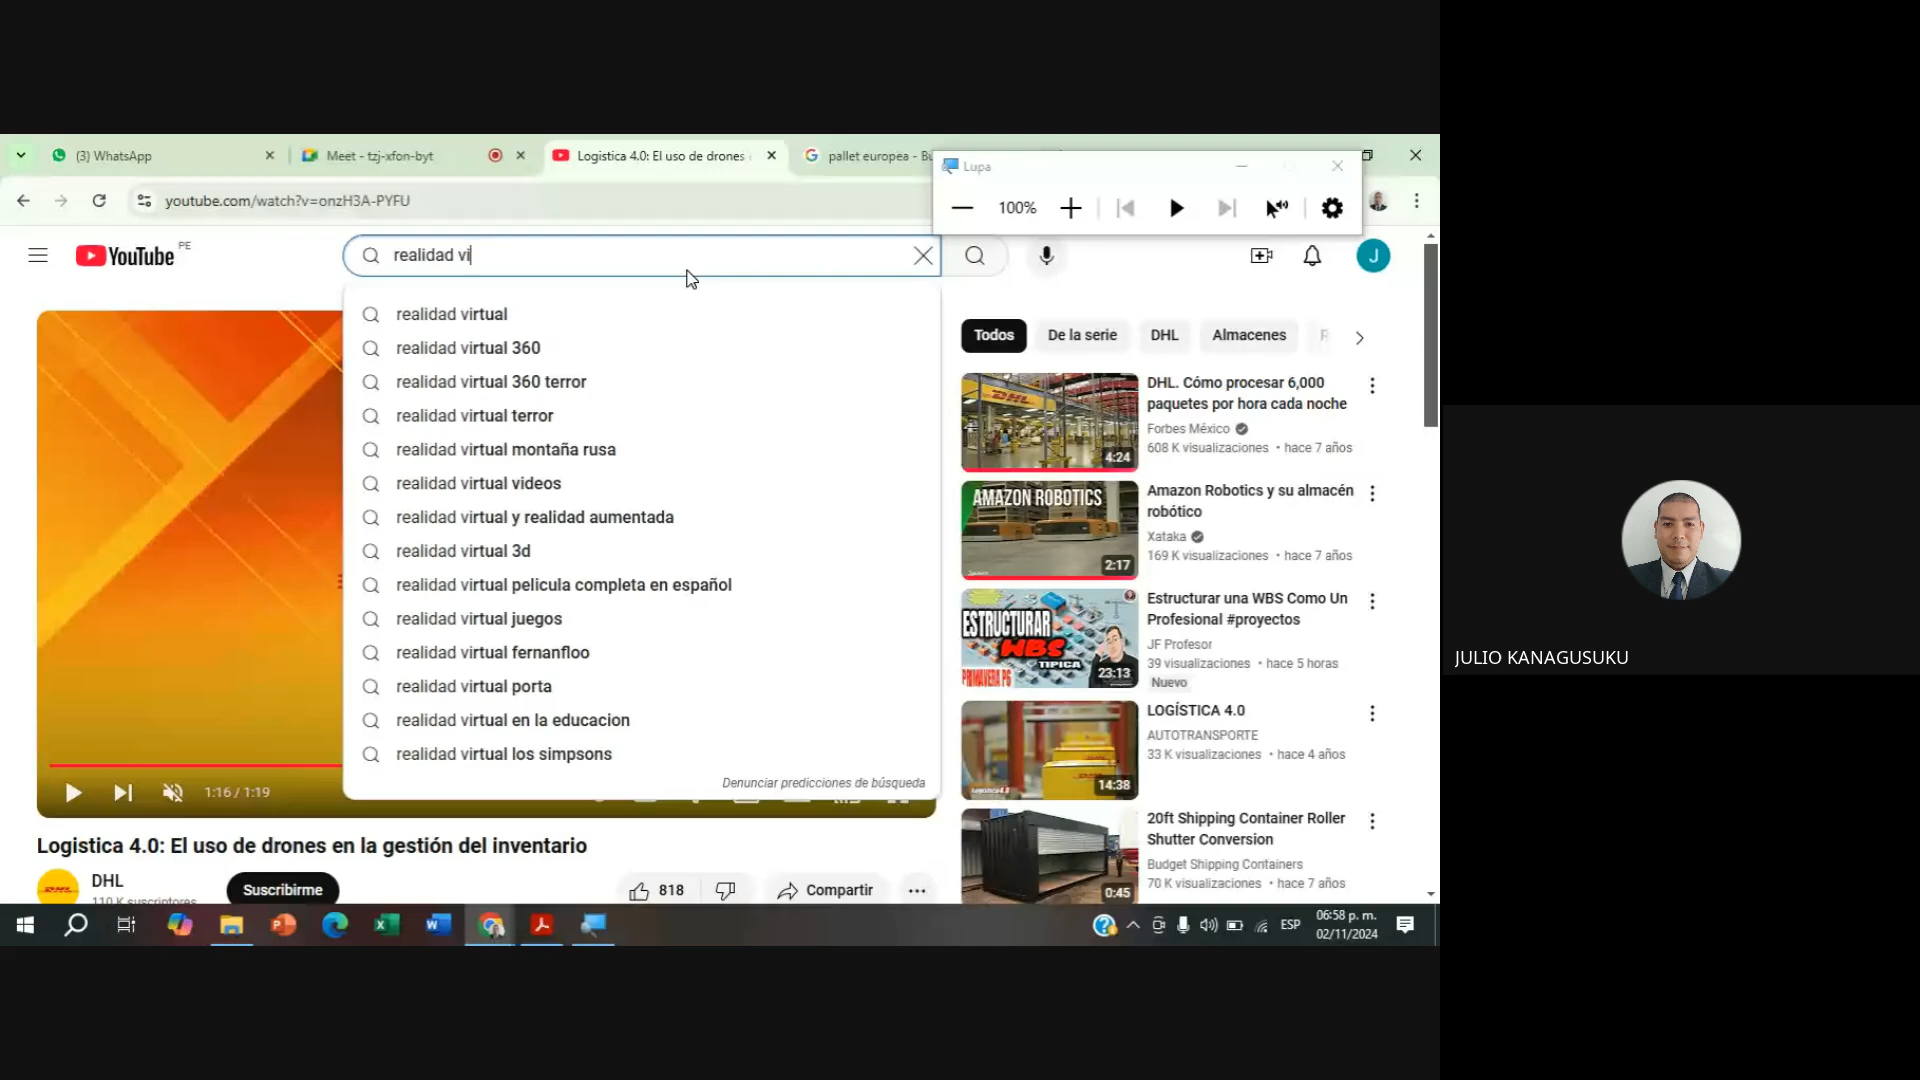 (3) WhatsApp
Meet - tzj-xfon-byt
Logistica 4.0: El uso de drones
pallet europea - Bu
Lupa
youtube.com/watch?v=onzH3A-PYFU
100%
YouTube PE
realidad vi
J
realidad virtual
realidad virtual 360
realidad virtual 360 terror
realidad virtual terror
realidad virtual montaña rusa
realidad virtual videos
realidad virtual y realidad aumentada
realidad virtual 3d
realidad virtual pelicula completa en español
realidad virtual juegos
realidad virtual fernanfloo
realidad virtual porta
realidad virtual en la educacion
realidad virtual los simpsons
Denunciar predicciones de búsqueda
1:16 / 1:19
Logistica 4.0: El uso de drones en la gestión del inventario
DHL
110 K suscriptores
Suscribirme
818
Compartir
Todos
De la serie
DHL
Almacenes
DHL
4:24
DHL. Cómo procesar 6,000
paquetes por hora cada noche
Forbes México
608 K visualizaciones • hace 7 años
AMAZON ROBOTICS
2:17
Amazon Robotics y su almacén
robótico
Xataka
169 K visualizaciones • hace 7 años
ESTRUCTURAR
WBS
TIPICA
PRIMAVERA P6
23:13
Estructurar una WBS Como Un
Profesional #proyectos
JF Profesor
39 visualizaciones • hace 5 horas
Nuevo
14:38
LOGÍSTICA 4.0
AUTOTRANSPORTE
33 K visualizaciones • hace 4 años
0:45
20ft Shipping Container Roller
Shutter Conversion
Budget Shipping Containers
70 K visualizaciones • hace 7 años
ESP
06:58 p. m.
02/11/2024
JULIO KANAGUSUKU